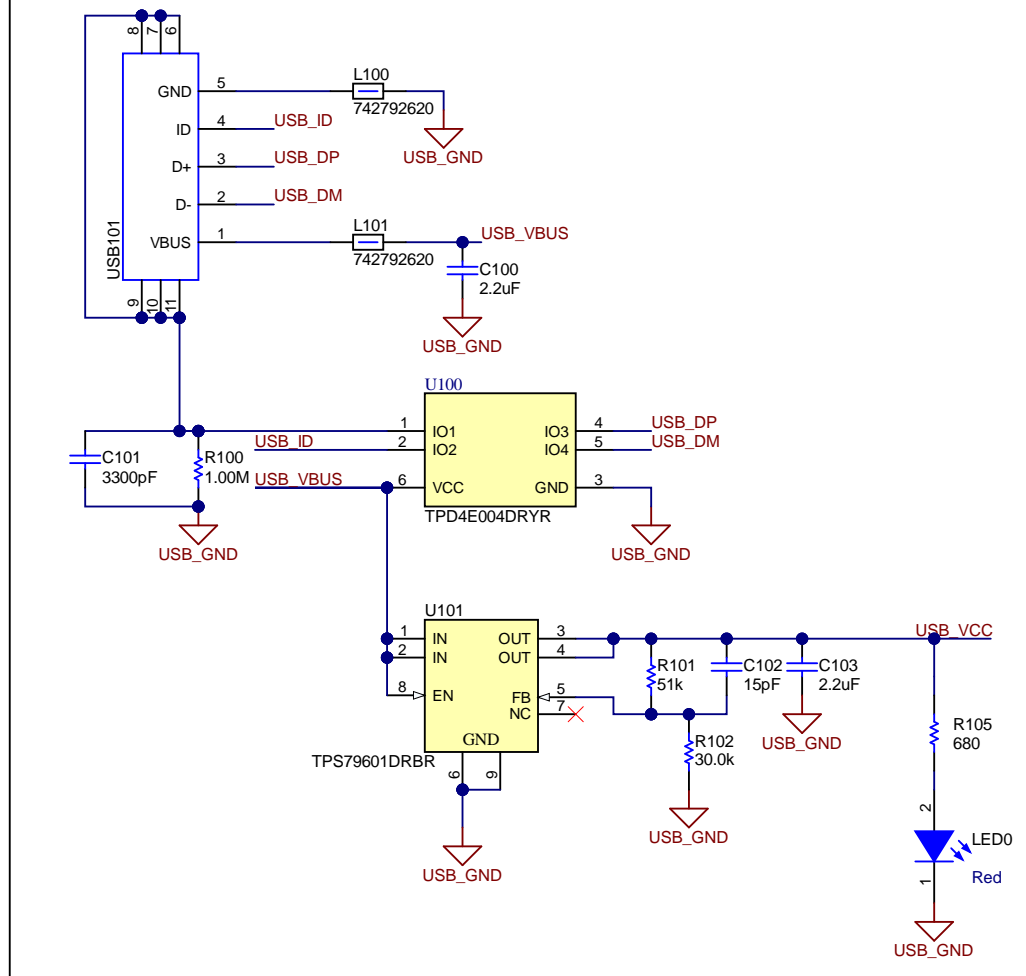 8
7
6
GND 5
L100
742792620
USB_GND
ID 4 USB_ID
D+ 3 USB_DP
D- 2 USB_DM
USB101
VBUS 1
L101
742792620
USB_VBUS
C100
2.2uF
USB_GND
9
10
11
U100
1 IO1 IO3 4 USB_DP
USB_ID 2 IO2 IO4 5 USB_DM
USB_VBUS 6 VCC GND 3
TPD4E004DRYR
USB_GND
C101
3300pF
R100
1.00M
USB_GND
U101
1 IN OUT 3
2 IN OUT 4
8 EN FB 5
NC 7
GND
TPS79601DRBR
6
9
USB_GND
USB_VCC
R101
51k
C102
15pF
C103
2.2uF
USB_GND
R102
30.0k
USB_GND
R105
680
2
LED0
Red
1
USB_GND